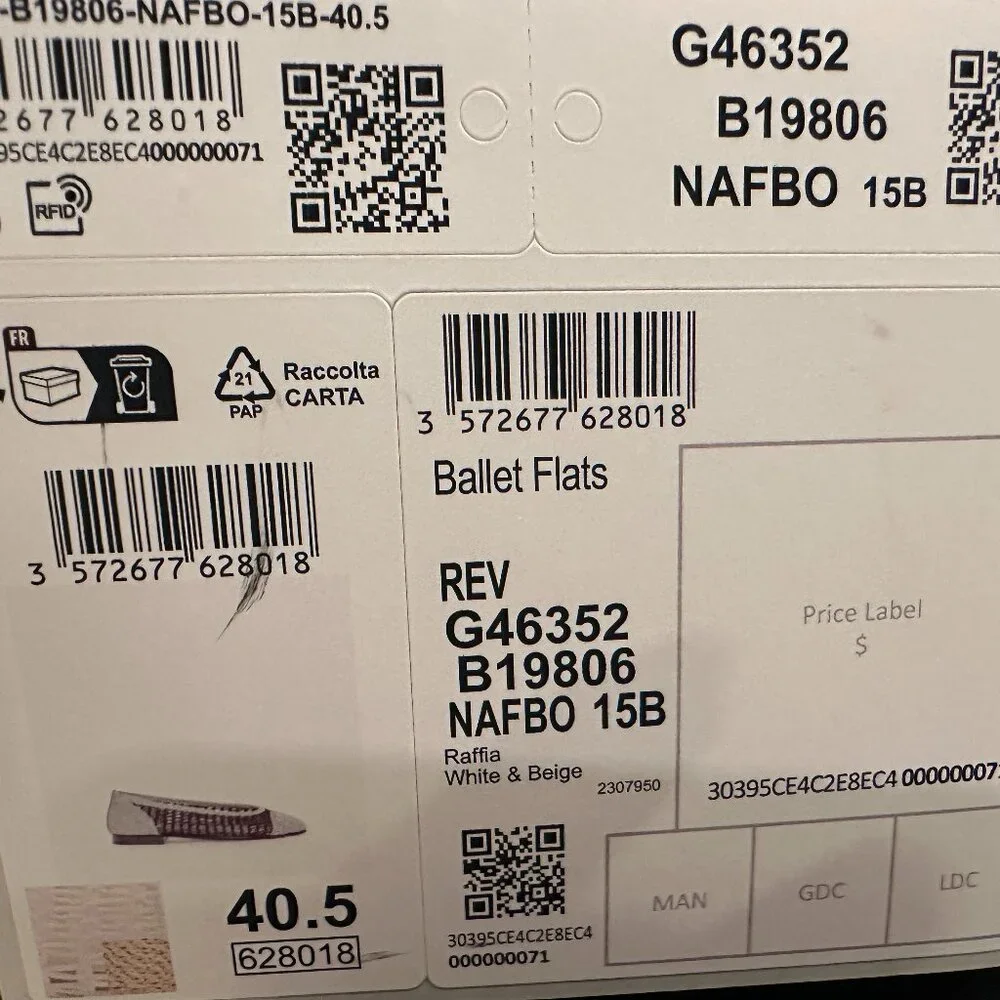 -B19806-NAFBO-15B-40.5
2677 628018
95CE4C2E8EC4000000071
RFID
G46352
B19806
NAFBO 15B
FR
21
PAP
Raccolta
CARTA
3 572677 628018
40.5
628018
3 572677 628018
Ballet Flats
REV
G46352
B19806
NAFBO 15B
Raffia
White & Beige
2307950
30395CE4C2E8EC4
000000071
Price Label
$
30395CE4C2E8EC4 000000007
MAN
GDC
LDC